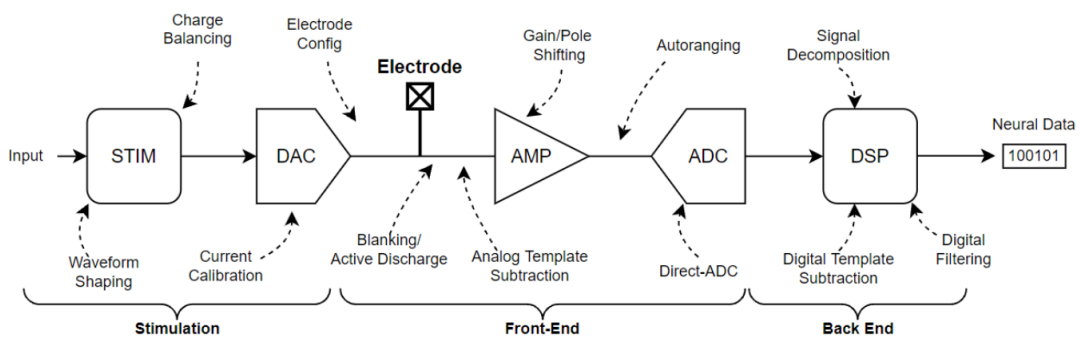 Charge
Balancing
Electrode
Config
Electrode
Gain/Pole
Shifting
Autoranging
Signal
Decomposition
Input
STIM
DAC
AMP
ADC
DSP
Neural Data
100101
Waveform
Shaping
Current
Calibration
Blanking/
Active Discharge
Analog Template
Subtraction
Direct-ADC
Digital Template
Subtraction
Digital
Filtering
Stimulation
Front-End
Back End